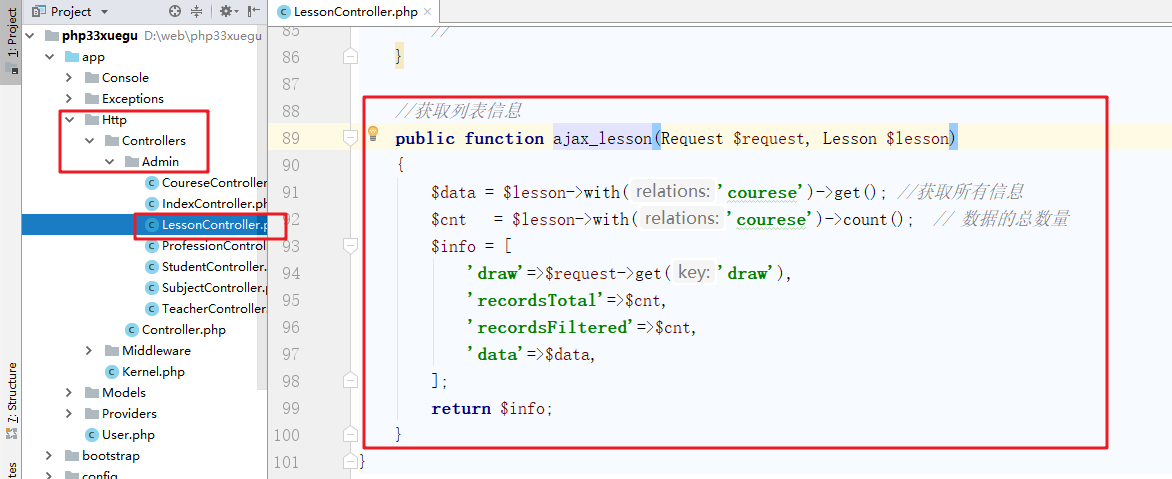 1: Project
Project
LessonController.php
php33xuegu D:\web\php33xuegu
app
Console
Exceptions
Http
Controllers
Admin
CoureseController
IndexController.ph
LessonController.p
ProfessionControl
StudentController.
SubjectController.p
TeacherController
Controller.php
Middleware
Kernel.php
Models
Providers
User.php
bootstrap
config
7: Structure
85 //
86 }
87
88 //获取列表信息
89 public function ajax_lesson(Request $request, Lesson $lesson)
90 {
91 $data = $lesson->with( relations: 'courese')->get(); //获取所有信息
92 $cnt = $lesson->with( relations: 'courese')->count(); // 数据的总数量
93 $info = [
94 'draw'=>$request->get( key: 'draw'),
95 'recordsTotal'=>$cnt,
96 'recordsFiltered'=>$cnt,
97 'data'=>$data,
98 ];
99 return $info;
100 }
101 }